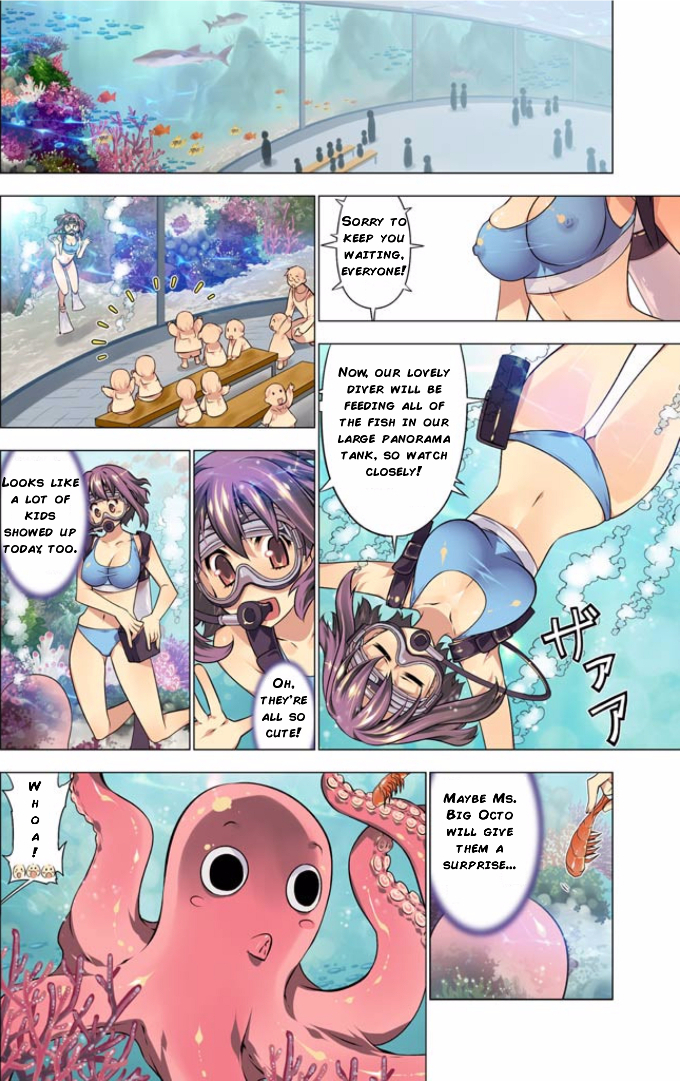 SORRY TO
KEEP YOU
WAITING,
EVERYONE!
NOW, OUR LOVELY
DIVER WILL BE
FEEDING ALL OF
THE FISH IN OUR
LARGE PANORAMA
TANK, SO WATCH
CLOSELY!
ザァァ
OH,
THEY'RE
ALL SO
CUTE!
LOOKS LIKE
A LOT OF
KIDS
SHOWED UP
TODAY, TOO.
MAYBE MS.
BIG OCTO
WILL GIVE
THEM A
SURPRISE...
WHOA!